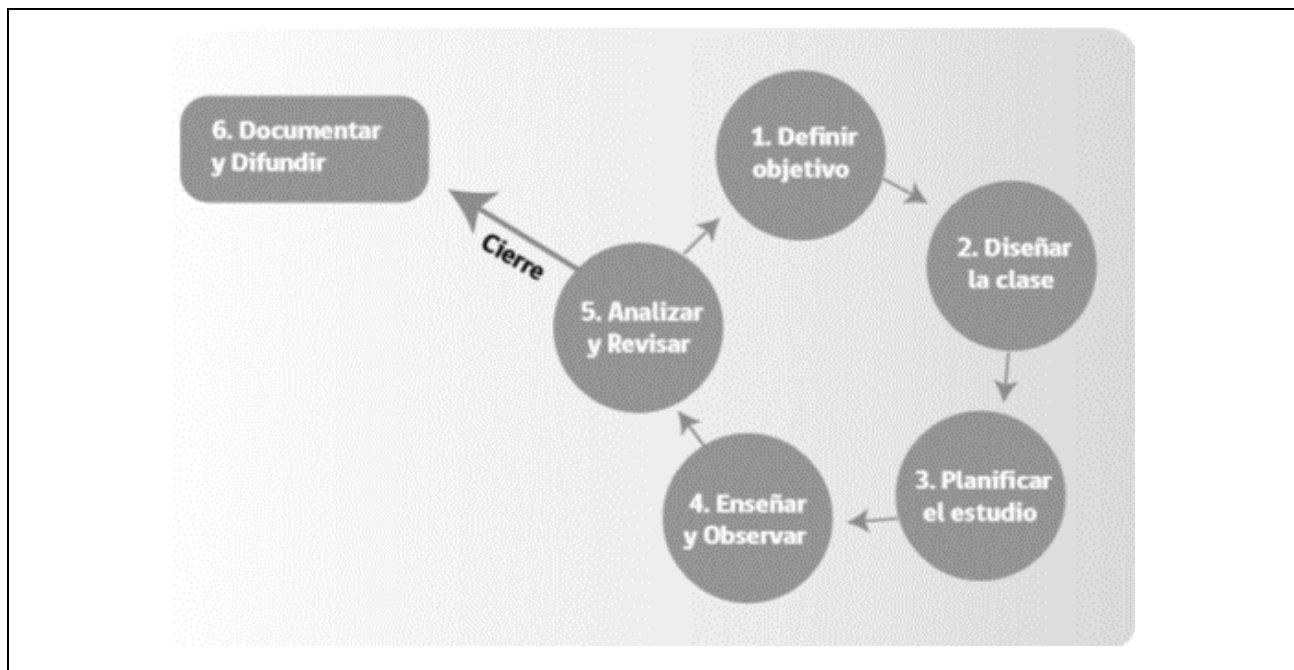 1. Definir
objetivo
2. Diseñar
la clase
3. Planificar
el estudio
4. Enseñar
y Observar
5. Analizar
y Revisar
Cierre
6. Documentar
y Difundir